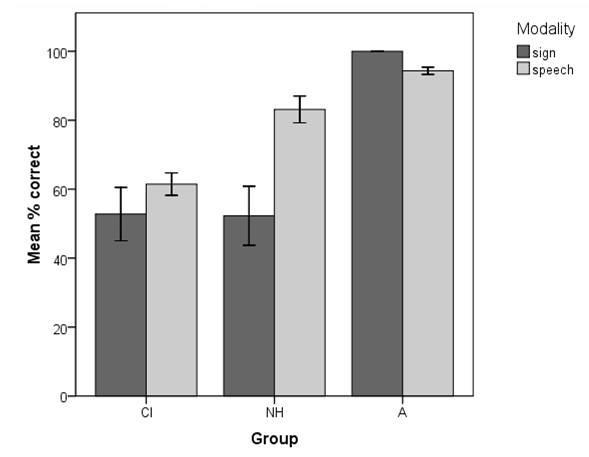 Modality
sign
speech
100
80
60
40
20
0
CI
NH
A
Mean % correct
Group